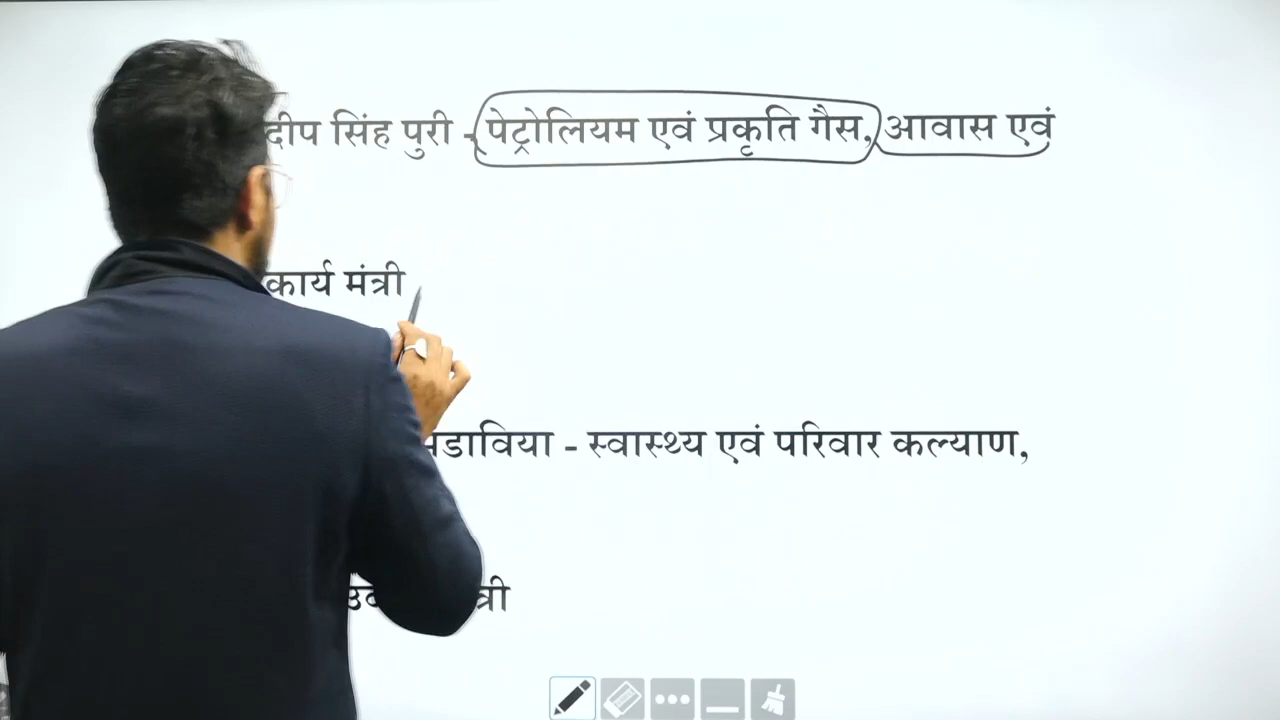 सिंह पुरी - पेट्रोलियम एवं प्रकृति गैस, आवास एवं
कार्य मंत्री
- स्वास्थ्य एवं परिवार कल्याण,